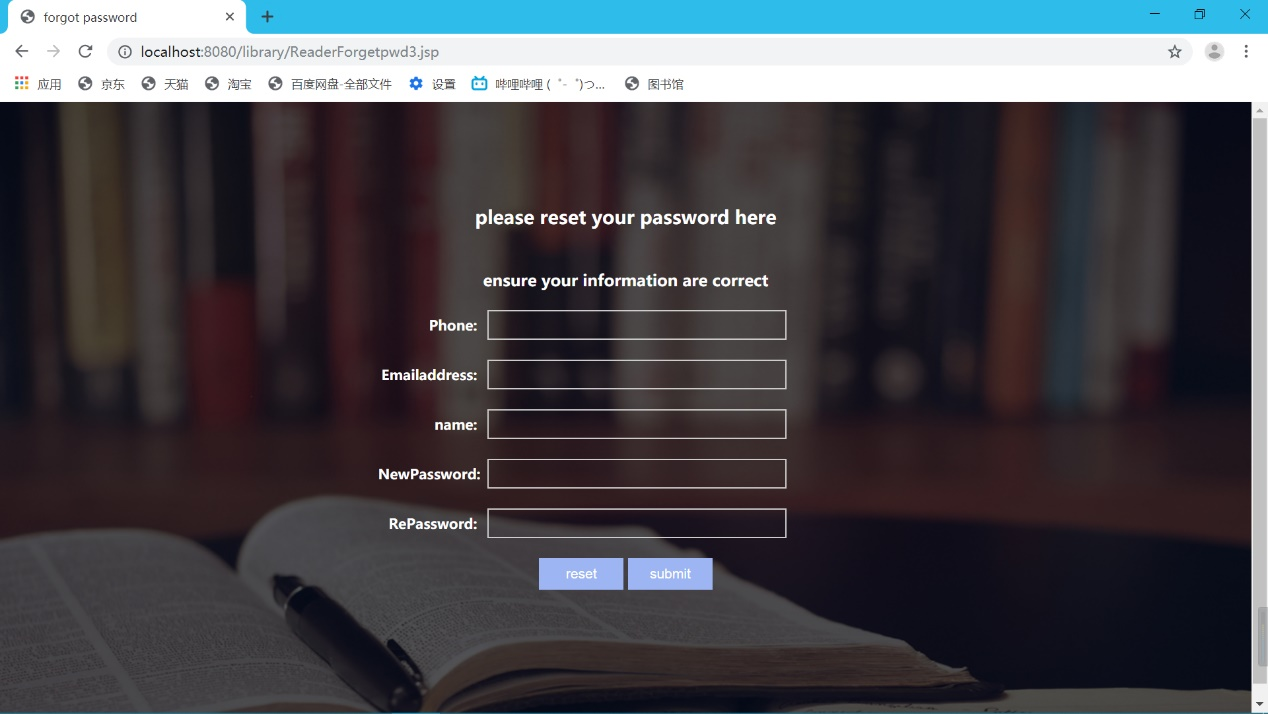 forgot password
localhost:8080/library/ReaderForgetpwd3.jsp
应用 京东 天猫 淘宝 百度网盘-全部文件 设置 哔哩哔哩 ( ゜- ゜)つ... 图书馆
please reset your password here
ensure your information are correct
Phone:
Emailaddress:
name:
NewPassword:
RePassword:
reset submit